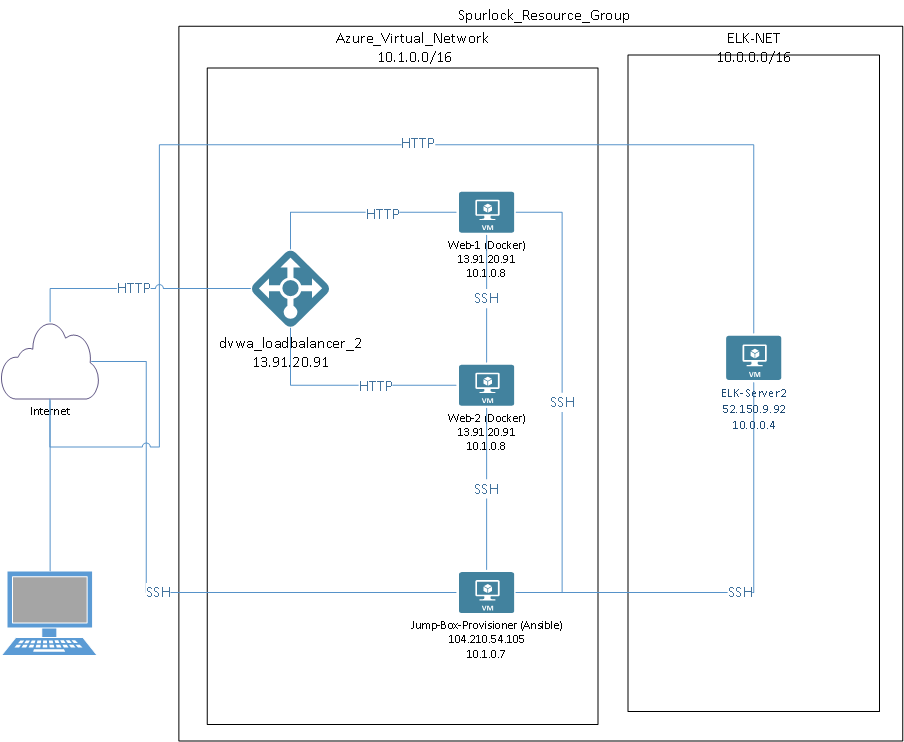 Spurlock_Resource_Group
Azure_Virtual_Network
10.1.0.0/16
ELK-NET
10.0.0.0/16
HTTP
HTTP
VM
Web-1 (Docker)
13.91.20.91
10.1.0.8
HTTP
SSH
dvwa_loadbalancer_2
13.91.20.91
VM
ELK-Server2
52.150.9.92
10.0.0.4
HTTP
VM
SSH
Internet
Web-2 (Docker)
13.91.20.91
10.1.0.8
SSH
SSH
VM
SSH
Jump-Box-Provisioner (Ansible)
104.210.54.105
10.1.0.7